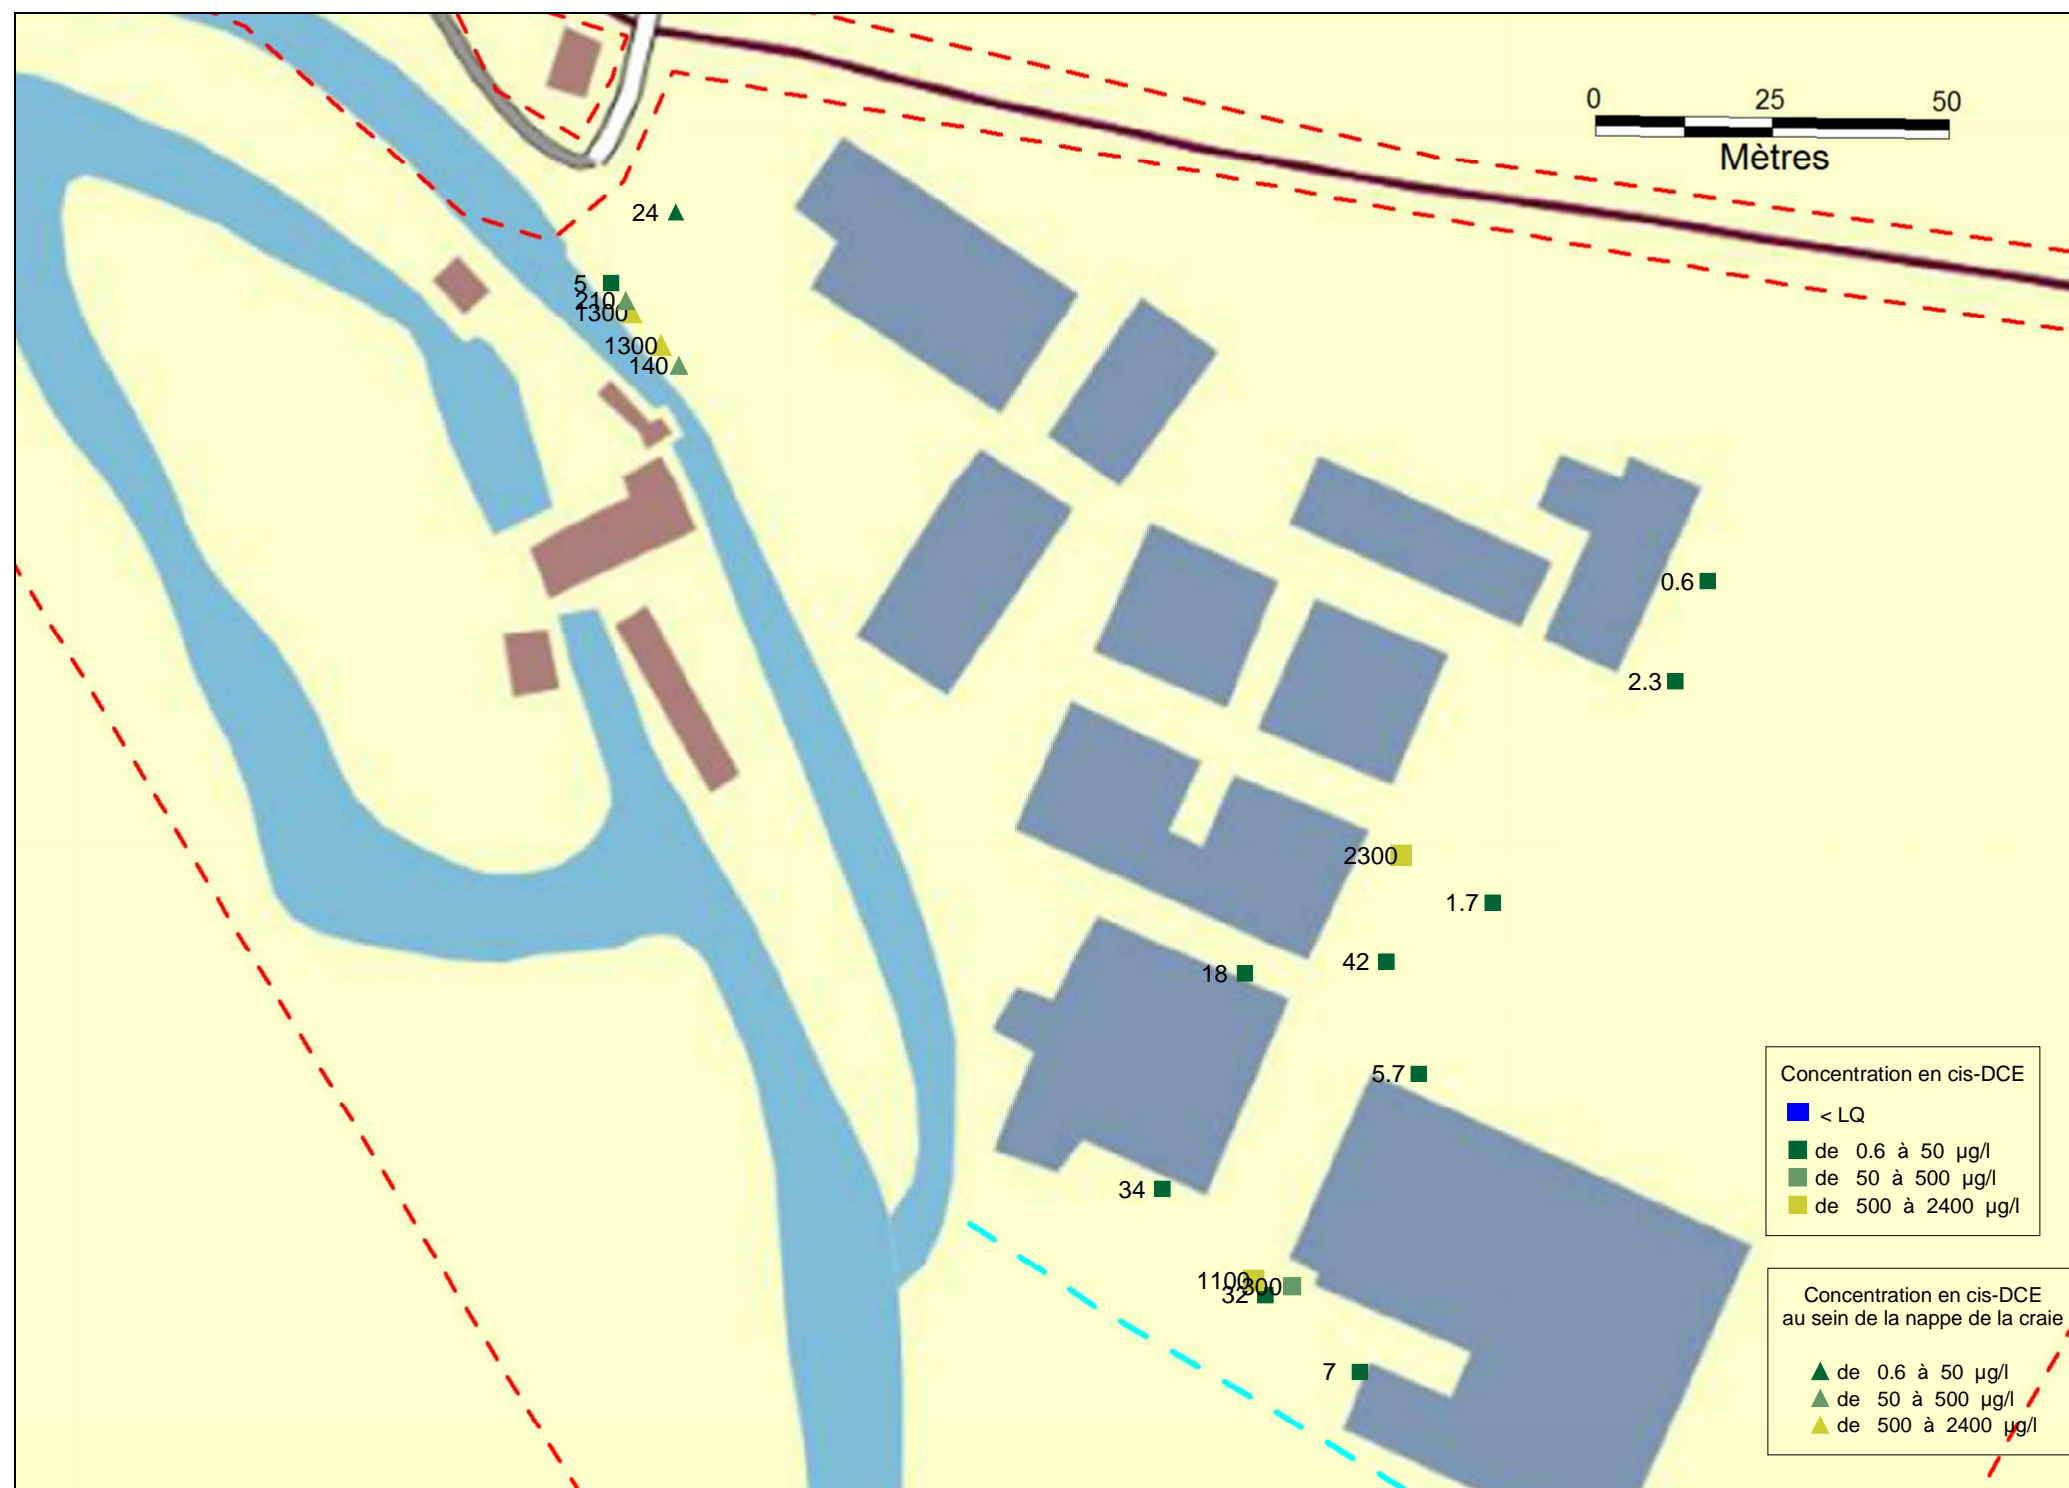 0 25 50
Mètres
24
5
210
1300
1300
140
0.6
2.3
2300
1.7
42
18
5.7
34
1100
300
32
7
Concentration en cis-DCE
< LQ
de 0.6 à 50 µg/l
de 50 à 500 µg/l
de 500 à 2400 µg/l
Concentration en cis-DCE
au sein de la nappe de la craie
de 0.6 à 50 µg/l
de 50 à 500 µg/l
de 500 à 2400 µg/l